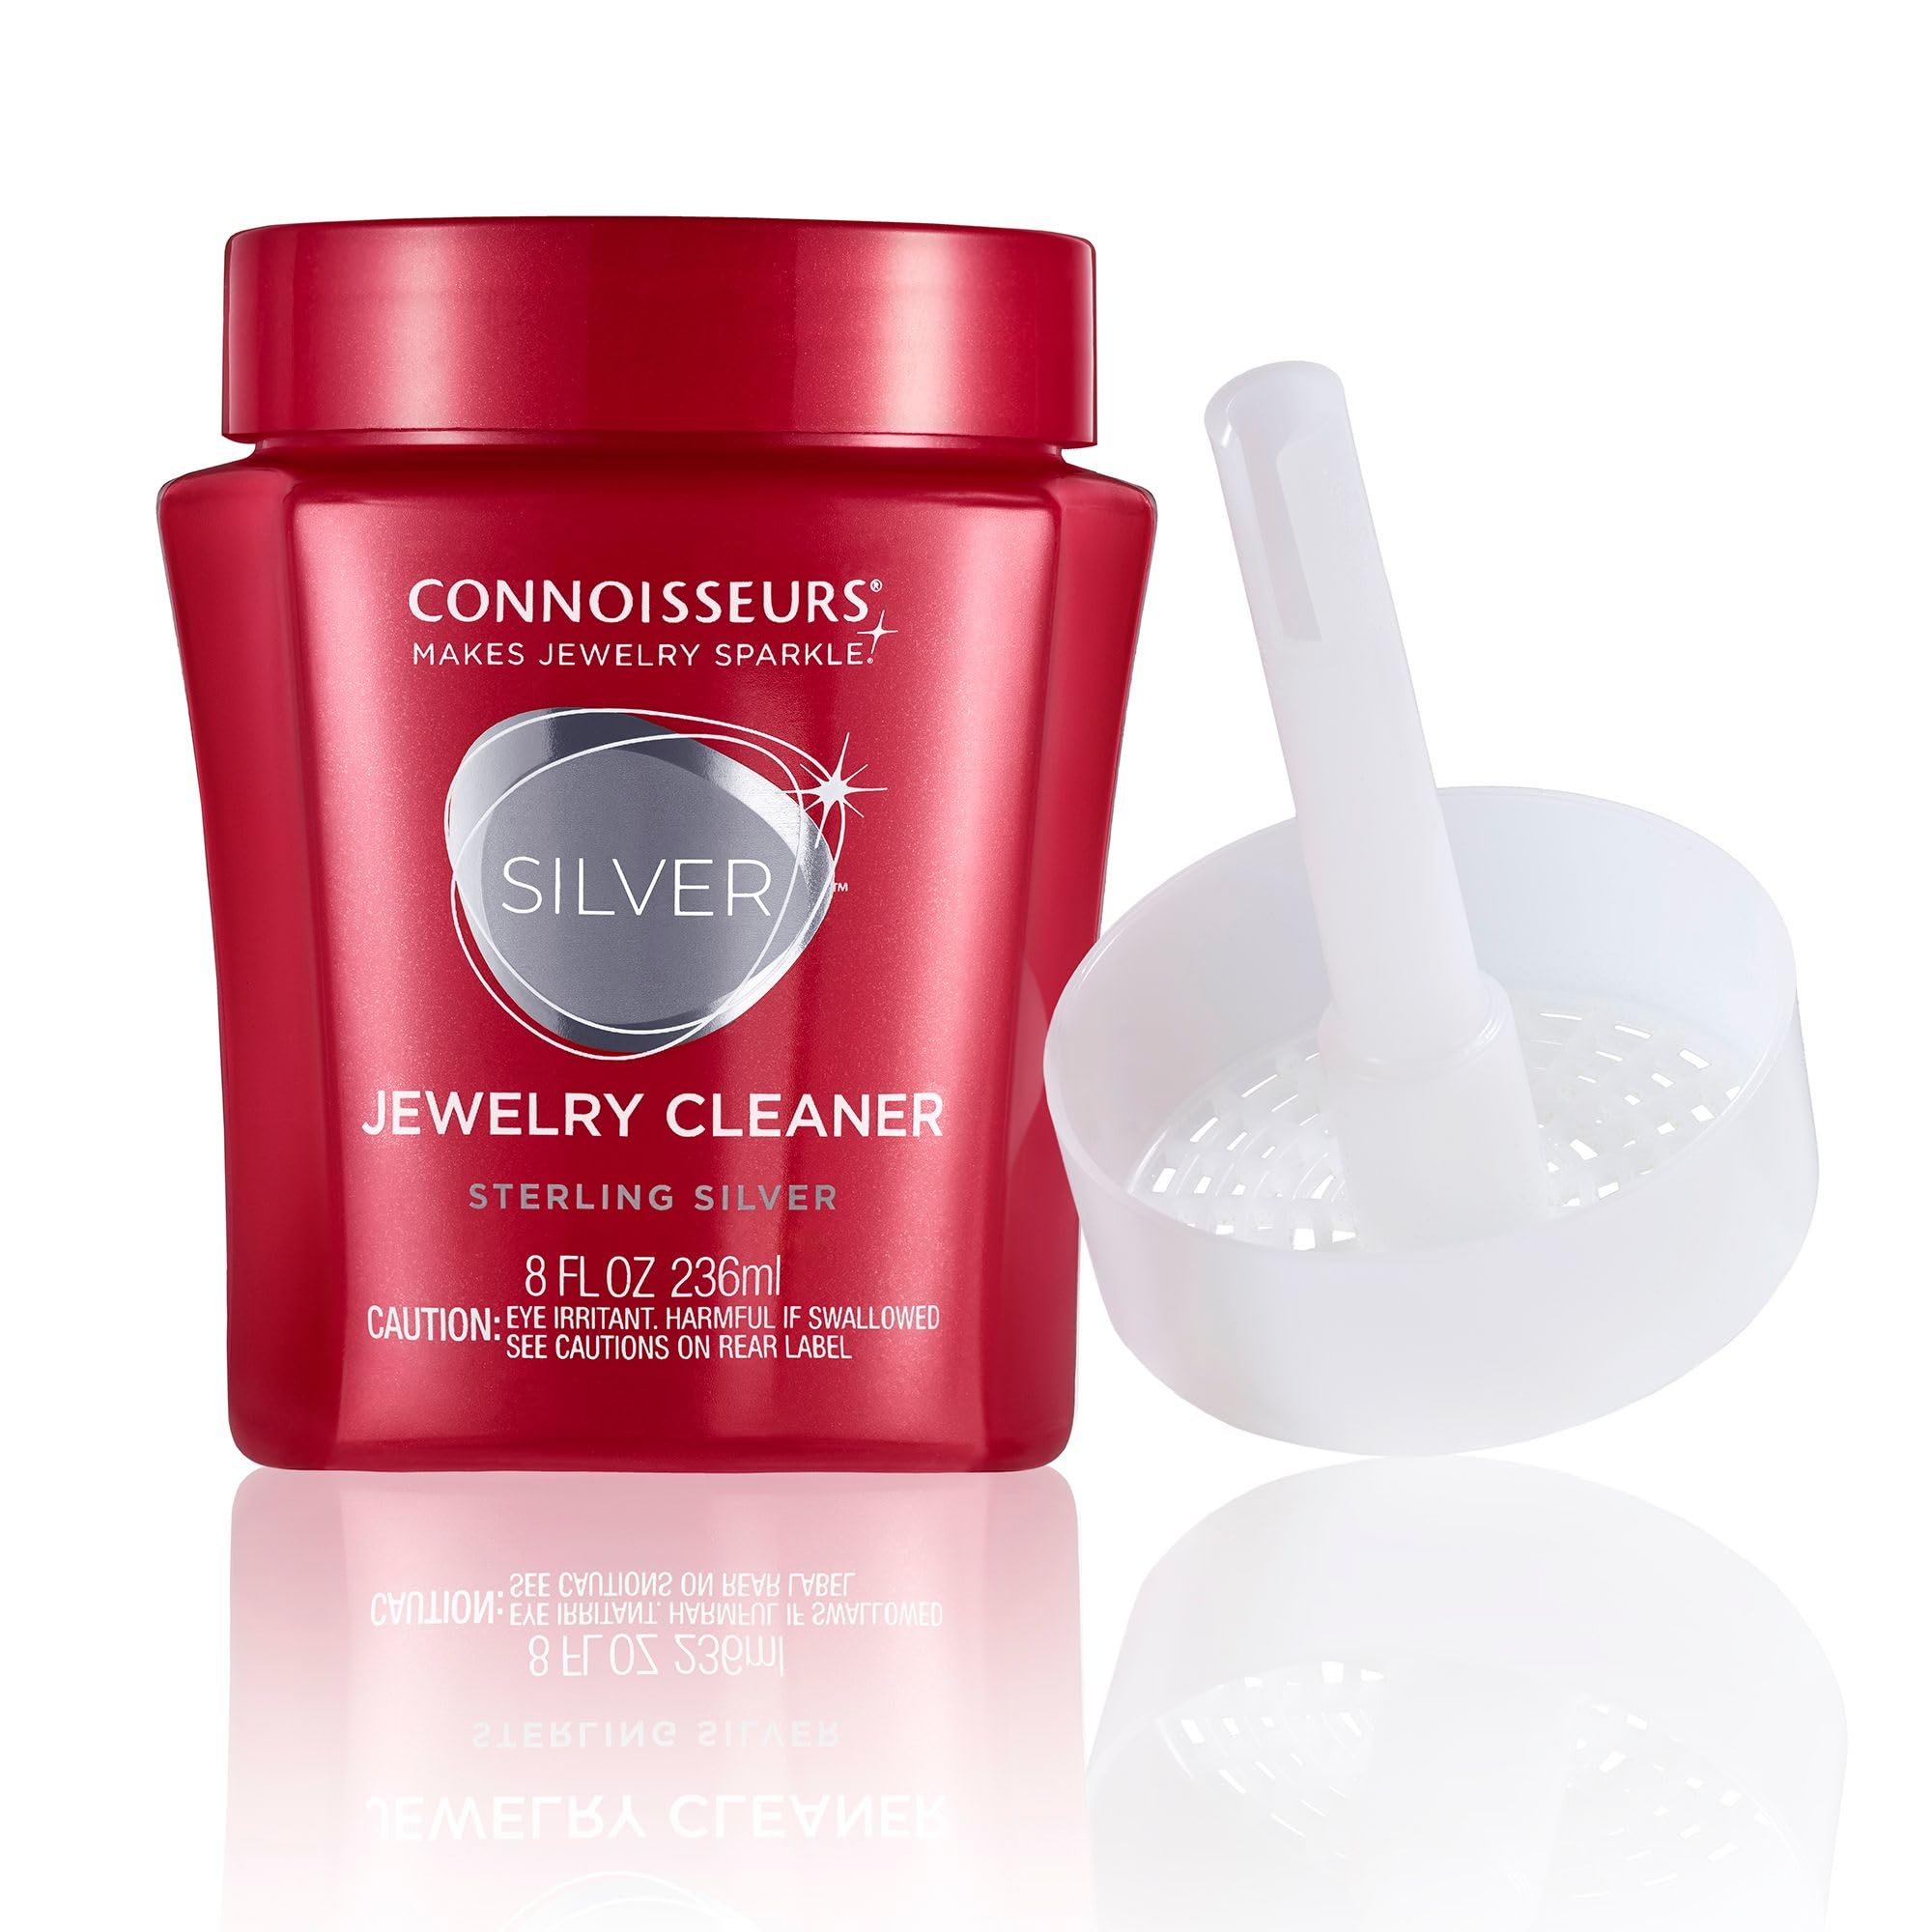 CONNOISSEURS®
MAKES JEWELRY SPARKLE!®
SILVER™
JEWELRY CLEANER
STERLING SILVER
8 FL OZ 236ml
CAUTION: EYE IRRITANT. HARMFUL IF SWALLOWED
SEE CAUTIONS ON REAR LABEL